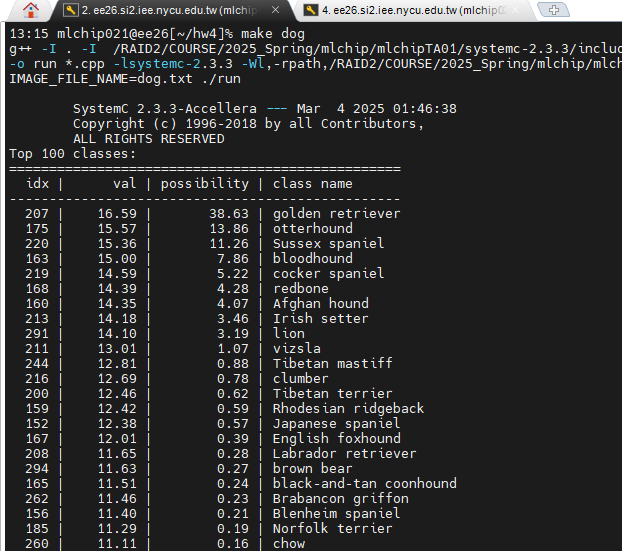 2. ee26.si2.iee.nycu.edu.tw (mlchip 4. ee26.si2.iee.nycu.edu.tw (mlchip0
13:15 mlchip021@ee26[~/hw4]% make dog
g++ -I . -I  /RAID2/COURSE/2025_Spring/mlchip/mlchipTA01/systemc-2.3.3/inclu
-o run *.cpp -lsystemc-2.3.3 -Wl,-rpath,/RAID2/COURSE/2025_Spring/mlchip/mlch
IMAGE_FILE_NAME=dog.txt ./run
SystemC 2.3.3-Accellera --- Mar  4 2025 01:46:38
Copyright (c) 1996-2018 by all Contributors,
ALL RIGHTS RESERVED
Top 100 classes:
=================================================
idx |      val | possibility | class name
-------------------------------------------------
207 |    16.59 |       38.63 | golden retriever
175 |    15.57 |       13.86 | otterhound
220 |    15.36 |       11.26 | Sussex spaniel
163 |    15.00 |        7.86 | bloodhound
219 |    14.59 |        5.22 | cocker spaniel
168 |    14.39 |        4.28 | redbone
160 |    14.35 |        4.07 | Afghan hound
213 |    14.18 |        3.46 | Irish setter
291 |    14.10 |        3.19 | lion
211 |    13.01 |        1.07 | vizsla
244 |    12.81 |        0.88 | Tibetan mastiff
216 |    12.69 |        0.78 | clumber
200 |    12.46 |        0.62 | Tibetan terrier
159 |    12.42 |        0.59 | Rhodesian ridgeback
152 |    12.38 |        0.57 | Japanese spaniel
167 |    12.01 |        0.39 | English foxhound
208 |    11.65 |        0.28 | Labrador retriever
294 |    11.63 |        0.27 | brown bear
165 |    11.51 |        0.24 | black-and-tan coonhound
262 |    11.46 |        0.23 | Brabancon griffon
156 |    11.40 |        0.21 | Blenheim spaniel
185 |    11.29 |        0.19 | Norfolk terrier
260 |    11.11 |        0.16 | chow